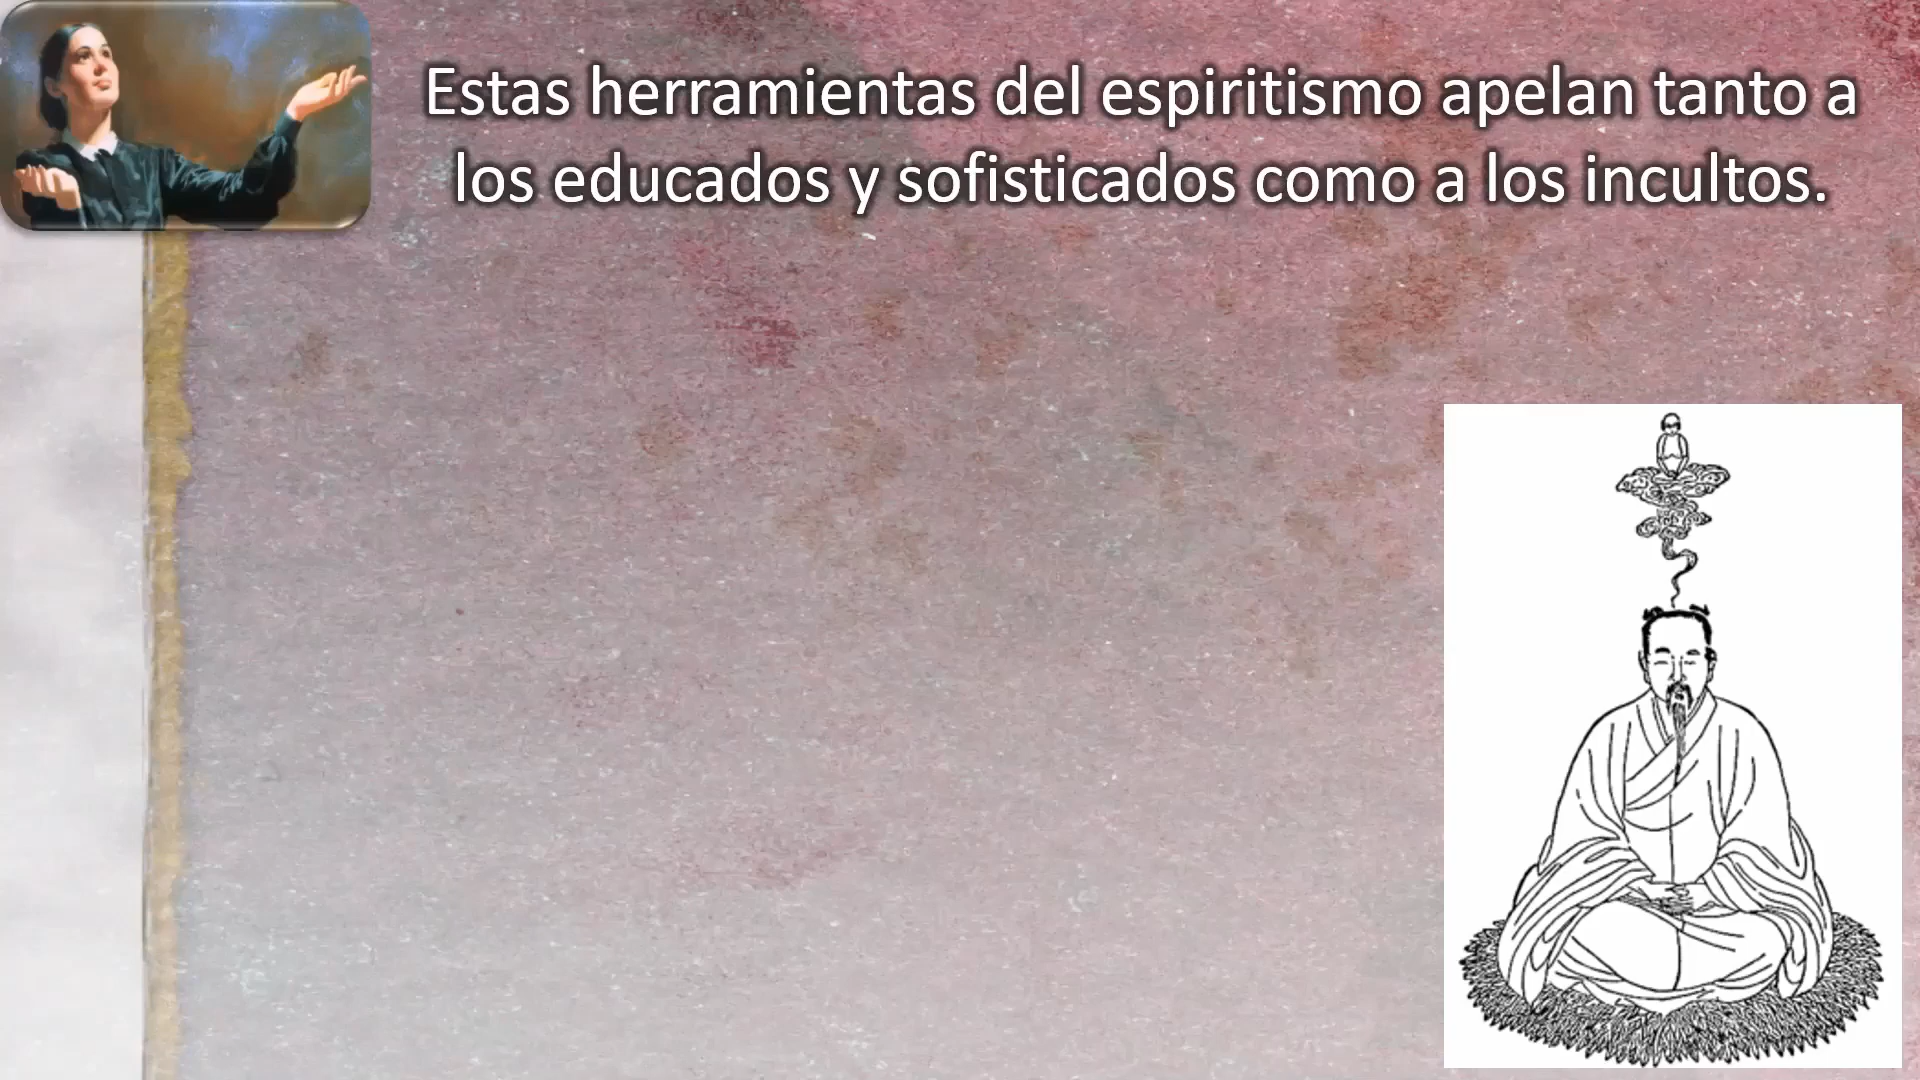 Estas herramientas del espiritismo apelan tanto a
los educados y sofisticados como a los incultos.